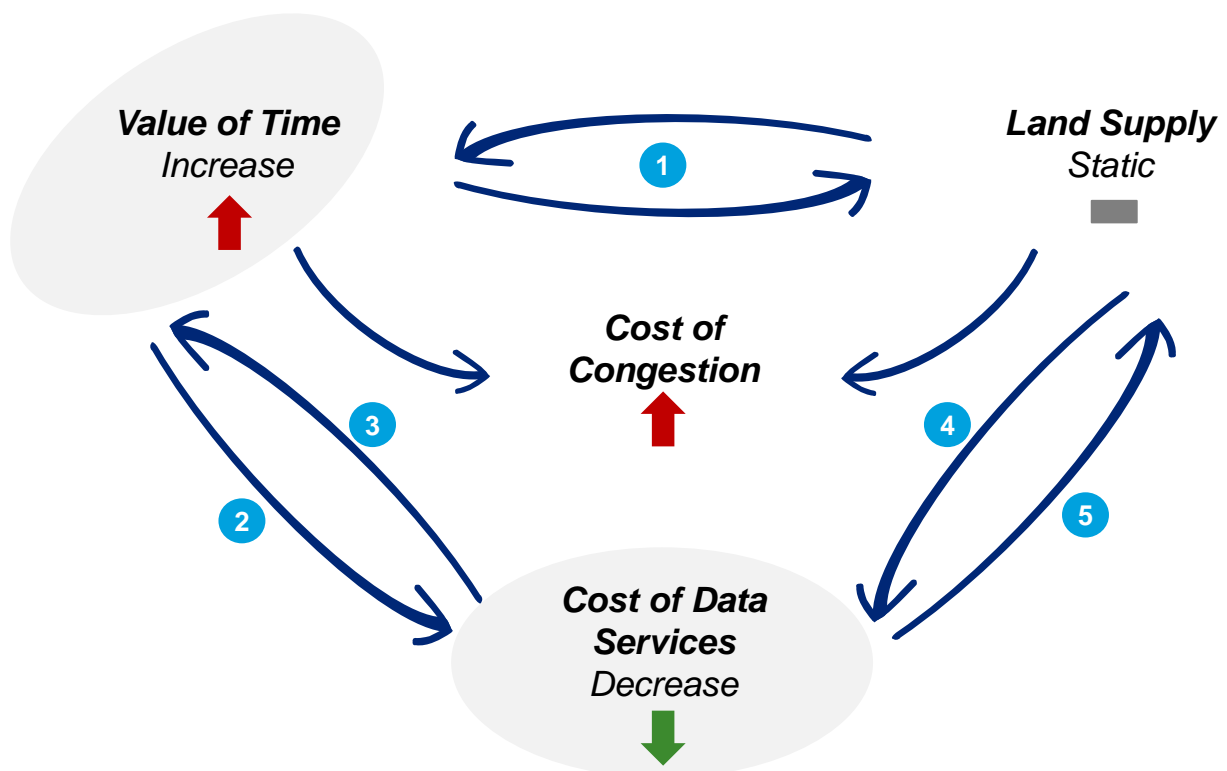 Value of Time
Increase
1
Land Supply
Static
Cost of
Congestion
3
4
2
5
Cost of Data
Services
Decrease